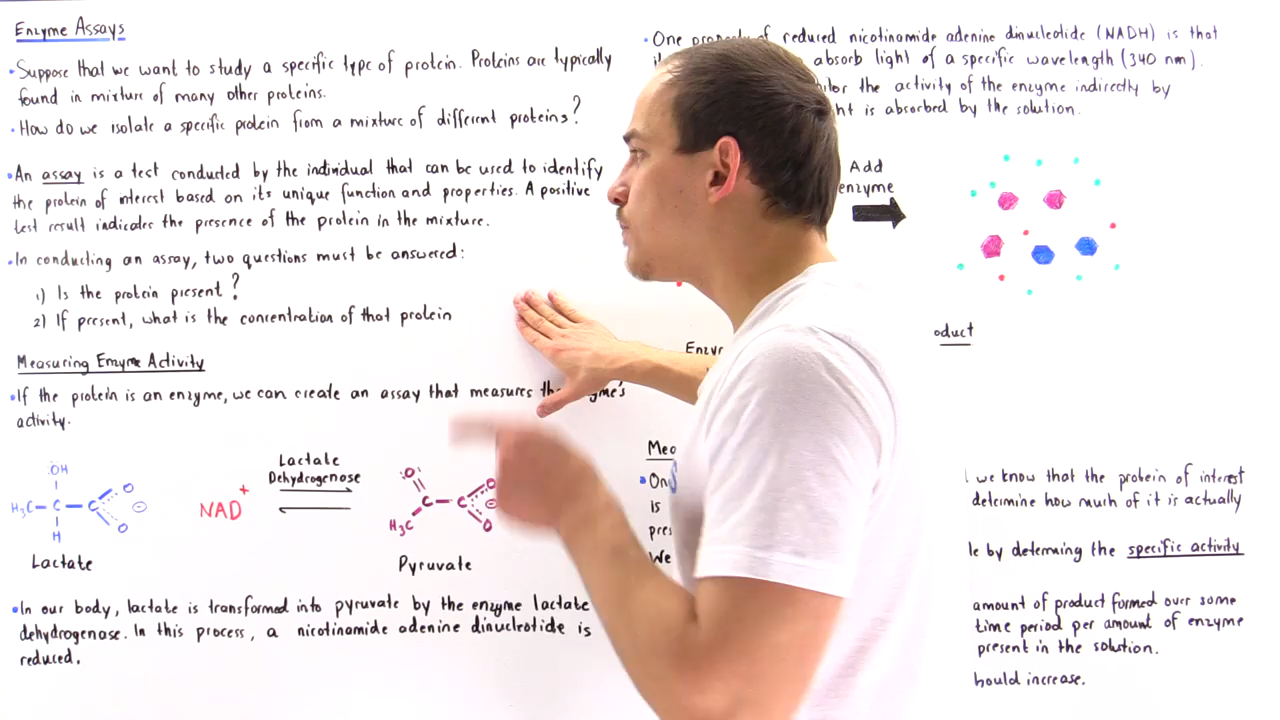 Enzyme Assays
•Suppose that we want to study a specific type of protein. Proteins are typically
found in mixture of many other proteins.
•How do we isolate a specific protein from a mixture of different proteins?
•An assay is a test conducted by the individual that can be used to identify
the protein of interest based on its unique function and properties. A positive
test result indicates the presence of the protein in the mixture.
•In conducting an assay, two questions must be answered:
1) Is the protein present?
2) If present, what is the concentration of that protein
Measuring Enzyme Activity
•If the protein is an enzyme, we can create an assay that measures
activity.
:OH
H₃C-C-C
O
O
⊖
H
Lactate
NAD+
Lactate
Dehydrogenase
:O:
C-C
O
⊖
O
H₃C
Pyruvate
•In our body, lactate is transformed into pyruvate by the enzyme lactate
dehydrogenase. In this process, a nicotinamide adenine dinucleotide is
reduced.
•One of reduced nicotinamide adenine dinucleotide (NADH) is that
absorb light of a specific wavelength (340 nm).
the activity of the enzyme indirectly by
is absorbed by the solution.
Add
enzyme
oduct
Enzy
Mea
•On
is
pres
We
we know that the protein of interest
determine how much of it is actually
by determing the specific activity
amount of product formed over some
time period per amount of enzyme
present in the solution.
hould increase.